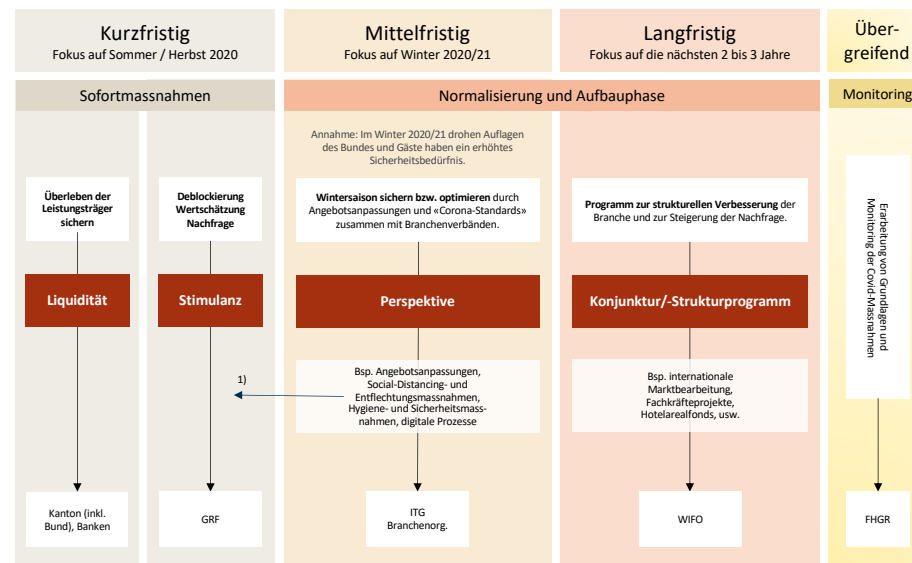 Kurzfristig
Fokus auf Sommer / Herbst 2020
Mittelfristig
Fokus auf Winter 2020/21
Langfristig
Fokus auf die nächsten 2 bis 3 Jahre
Über-
greifend
Sofortmassnahmen
Normalisierung und Aufbauphase
Monitoring
Annahme: Im Winter 2020/21 drohen Auflagen
des Bundes und Gäste haben ein erhöhtes
Sicherheitsbedürfnis.
Überleben der
Leistungsträger
sichern
Deblockierung
Wertschätzung
Nachfrage
Wintersaison sichern bzw. optimieren durch
Angebotsanpassungen und «Corona-Standards»
zusammen mit Branchenverbänden.
Programm zur strukturellen Verbesserung der
Branche und zur Steigerung der Nachfrage.
Erarbeitung von Grundlagen und
Monitoring der Covid-Massnahmen
Liquidität
Stimulanz
Perspektive
Konjunktur/-Strukturprogramm
1)
Bsp. Angebotsanpassungen,
Social-Distancing- und
Entflechtungsmassnahmen,
Hygiene- und Sicherheitsmass-
nahmen, digitale Prozesse
Bsp. internationale
Marktbearbeitung,
Fachkräfteprojekte,
Hotelarealfonds, usw.
Kanton (inkl.
Bund), Banken
GRF
ITG
Branchenorg.
WIFO
FHGR